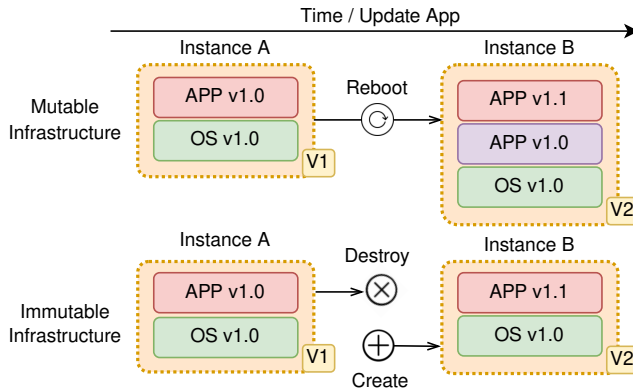 Time / Update App
Instance A
Instance B
Mutable
Infrastructure
APP v1.0
OS v1.0
V1
Reboot
APP v1.1
APP v1.0
OS v1.0
V2
Instance A
Instance B
Immutable
Infrastructure
APP v1.0
OS v1.0
V1
Destroy
Create
APP v1.1
OS v1.0
V2